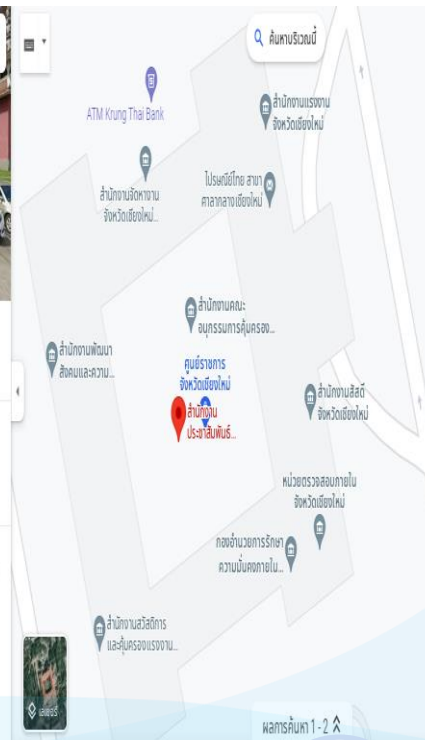 ค้นหาบริเวณนี้
ATM Krung Thai Bank
สำนักงานแรงงาน
จังหวัดเชียงใหม่
สำนักงานจัดหางาน
จังหวัดเชียงใหม่...
ไปรษณีย์ไทย สาขา
ศาลากลางเชียงใหม่
สำนักงานคณะ
อนุกรรมการคุ้มครอง...
สำนักงานพัฒนา
สังคมและความ...
ศูนย์ราชการ
จังหวัดเชียงใหม่
สำนักงาน
ประชาสัมพันธ์...
สำนักงานสัสดี
จังหวัดเชียงใหม่
หน่วยตรวจสอบภายใน
จังหวัดเชียงใหม่
กองอำนวยการรักษา
ความมั่นคงภายใน...
สำนักงานสวัสดิการ
และคุ้มครองแรงงาน...
เลเยอร์
ผลการค้นหา 1 - 2